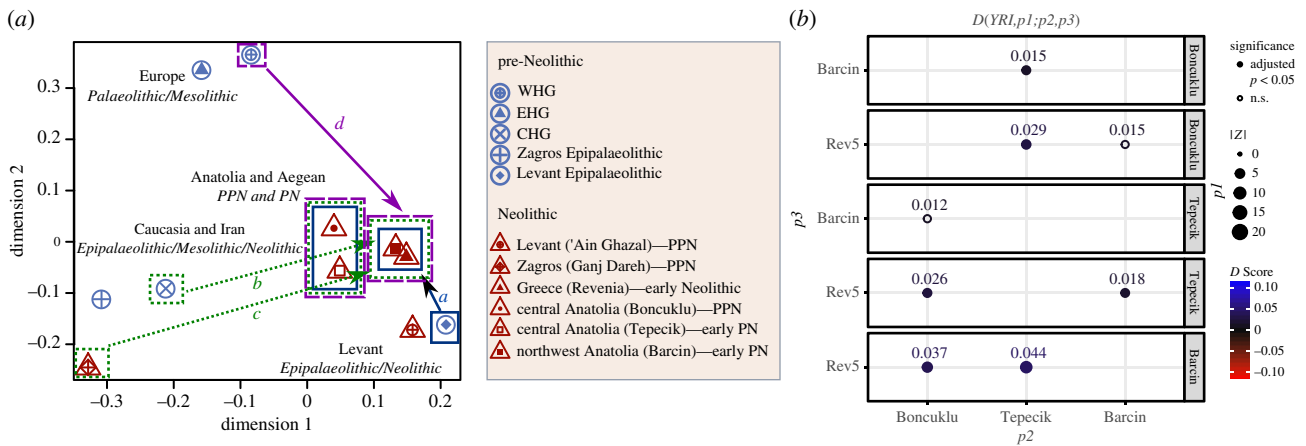 (a)
dimension 2
0.3
0.2
0.1
0
–0.1
–0.2
–0.3
–0.2
–0.1
0
0.1
0.2
dimension 1
Europe
Palaeolithic/Mesolithic
d
Anatolia and Aegean
PPN and PN
Caucasia and Iran
Epipalaeolithic/Mesolithic/Neolithic
b
c
a
Levant
Epipalaeolithic/Neolithic
pre-Neolithic
WHG
EHG
CHG
Zagros Epipalaeolithic
Levant Epipalaeolithic
Neolithic
Levant ('Ain Ghazal)—PPN
Zagros (Ganj Dareh)—PPN
Greece (Revenia)—early Neolithic
central Anatolia (Boncuklu)—PPN
central Anatolia (Tepecik)—early PN
northwest Anatolia (Barcin)—early PN
(b)
D(YRI,p1;p2,p3)
p3
Barcin
0.015
Boncuklu
Rev5
0.029
0.015
Boncuklu
Barcin
0.012
Tepecik
Rev5
0.026
0.018
Tepecik
Rev5
0.037
0.044
Barcin
Boncuklu
Tepecik
Barcin
p2
p1
significance
adjusted
p < 0.05
n.s.
|Z|
0
5
10
15
20
D Score
0.10
0.05
0
–0.05
–0.10